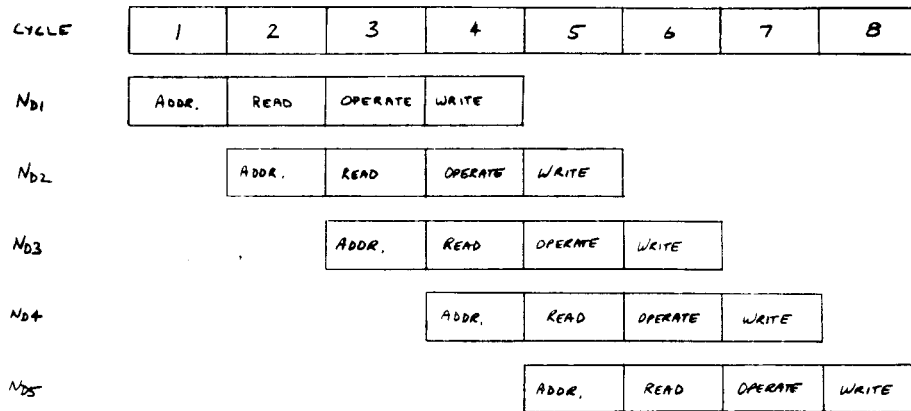 CYCLE 1 2 3 4 5 6 7 8
ND1 ADDR. READ OPERATE WRITE
ND2 ADDR. READ OPERATE WRITE
ND3 ADDR. READ OPERATE WRITE
ND4 ADDR. READ OPERATE WRITE
ND5 ADDR. READ OPERATE WRITE